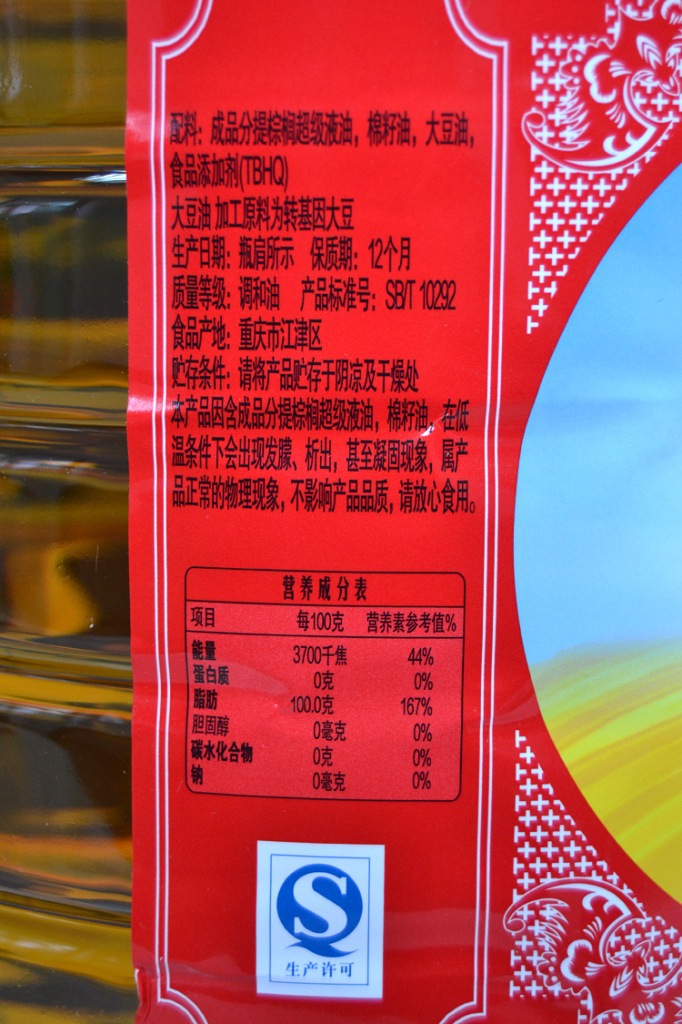 配料：成品分提棕榈超级液油，棉籽油，大豆油，
食品添加剂(TBHQ)
大豆油 加工原料为转基因大豆
生产日期：瓶肩所示 保质期：12个月
质量等级：调和油 产品标准号：SB/T 10292
食品产地：重庆市江津区
贮存条件：请将产品贮存于阴凉及干燥处
本产品因含成品分提棕榈超级液油，棉籽油，在低
温条件下会出现发朦、析出，甚至凝固现象，属产
品正常的物理现象，不影响产品品质，请放心食用。
营养成分表
项目 每100克 营养素参考值%
能量 3700千焦 44%
蛋白质 0克 0%
脂肪 100.0克 167%
胆固醇 0毫克 0%
碳水化合物 0克 0%
钠 0毫克 0%
生产许可